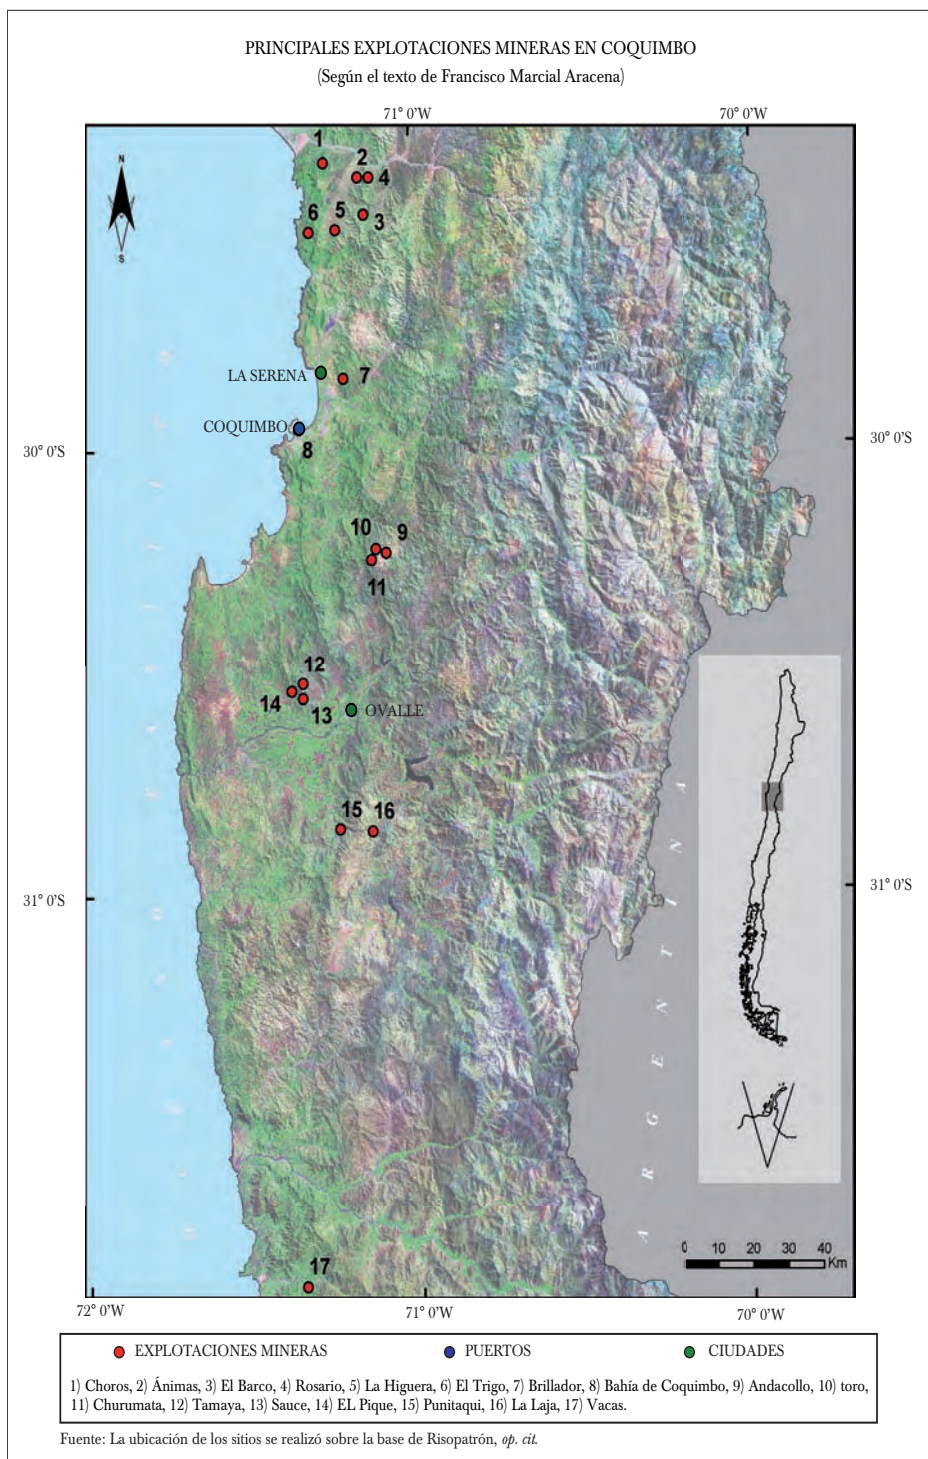 PRINCIPALES EXPLOTACIONES MINERAS EN COQUIMBO
(Según el texto de Francisco Marcial Aracena)
71° 0'W 70° 0'W
N
S
1
2
4
3
5
6
LA SERENA
7
COQUIMBO
8
30° 0'S 30° 0'S
10 9
11
12
14
13
OVALLE
15 16
31° 0'S 31° 0'S
ARGENTINA
0 10 20 30 40
Km
17
72° 0'W 71° 0'W 70° 0'W
EXPLOTACIONES MINERAS PUERTOS CIUDADES
1) Choros, 2) Ánimas, 3) El Barco, 4) Rosario, 5) La Higuera, 6) El Trigo, 7) Brillador, 8) Bahía de Coquimbo, 9) Andacollo, 10) toro,
11) Churumata, 12) Tamaya, 13) Sauce, 14) EL Pique, 15) Punitaqui, 16) La Laja, 17) Vacas.
Fuente: La ubicación de los sitios se realizó sobre la base de Risopatrón, op. cit.